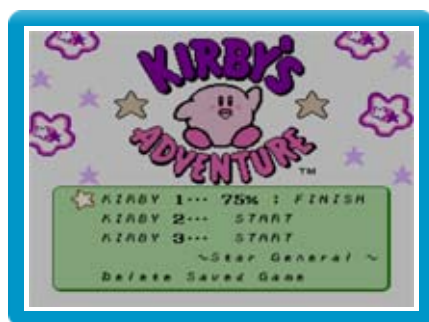 KIRBY'S
ADVENTURE TM
KIRBY 1... 75% : FINISH
KIRBY 2... START
KIRBY 3... START
~Star General ~
Delete Saved Game